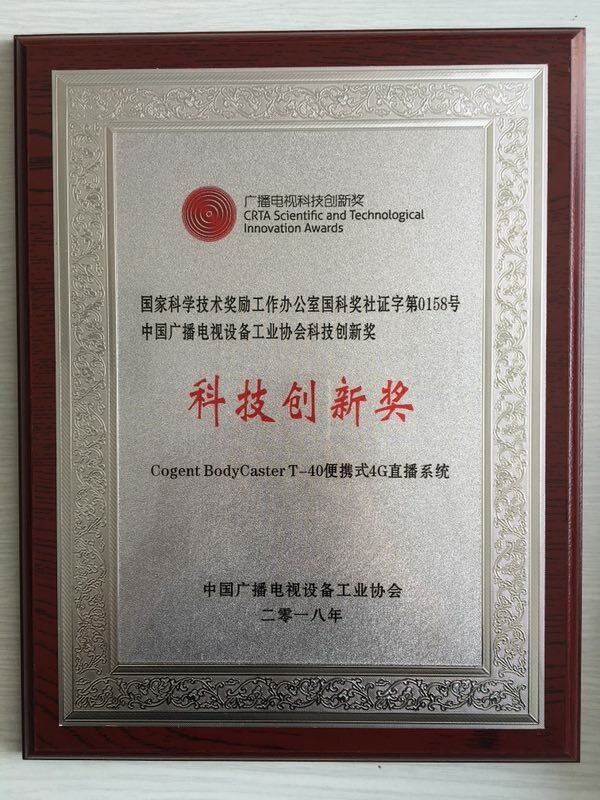 广播电视科技创新奖
CRTA Scientific and Technological
Innovation Awards
国家科学技术奖励工作办公室国科奖社证字第0158号
中国广播电视设备工业协会科技创新奖
科技创新奖
Cogent BodyCaster T-40便携式4G直播系统
中国广播电视设备工业协会
二零一八年